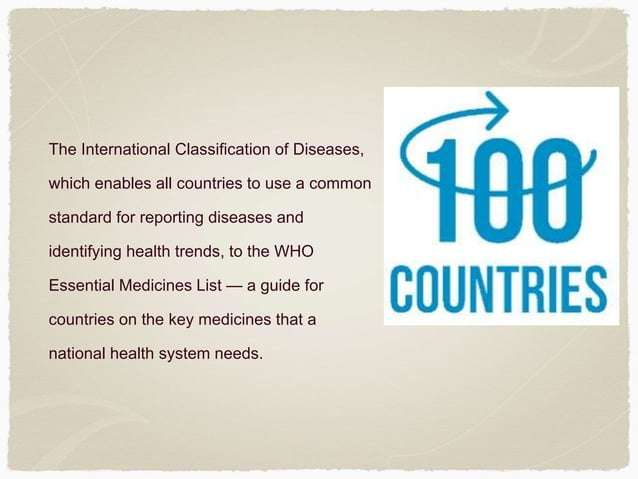 The International Classification of Diseases,
which enables all countries to use a common
standard for reporting diseases and
identifying health trends, to the WHO
Essential Medicines List — a guide for
countries on the key medicines that a
national health system needs.
100
COUNTRIES